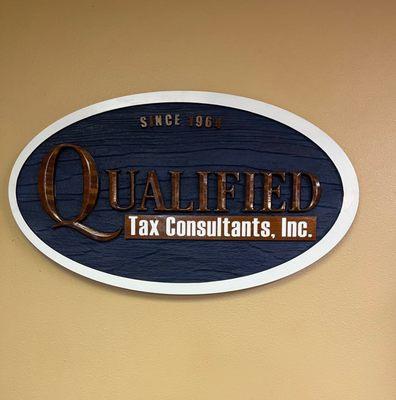 SINCE 1964
QUALIFIED
Tax Consultants, Inc.